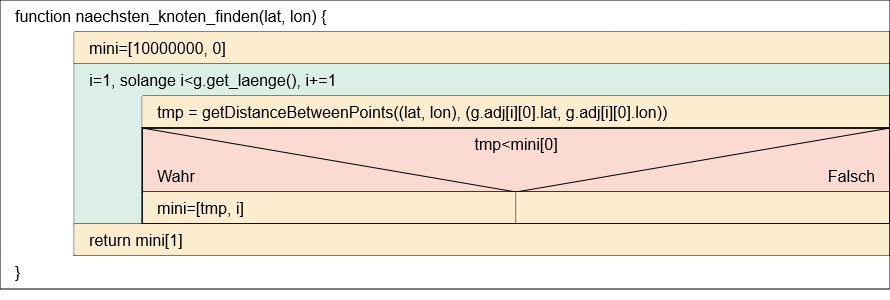 function naechsten_knoten_finden(lat, lon) {
mini=[10000000, 0]
i=1, solange i<g.get_laenge(), i+=1
tmp = getDistanceBetweenPoints((lat, lon), (g.adj[i][0].lat, g.adj[i][0].lon))
tmp<mini[0]
Wahr
Falsch
mini=[tmp, i]
return mini[1]
}